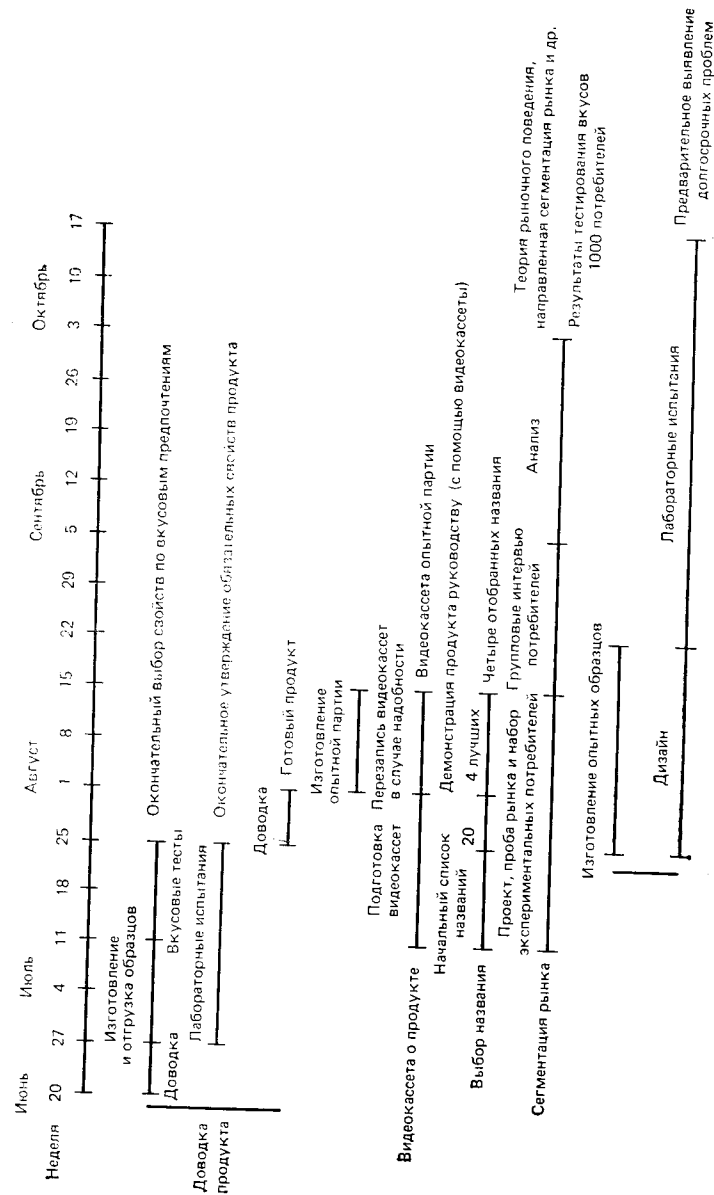 Неделя
Июнь
Июль
Август
Сентябрь
Октябрь
20
27
4
11
18
25
1
8
15
22
29
5
12
19
26
3
10
17
Доводка
продукта
Доводка
Изготовление
и отгрузка образцов
Вкусовые тесты
Окончательный выбор свойств по вкусовым предпочтениям
Лабораторные испытания
Окончательное утверждение обязательных свойств продукта
Доводка
Готовый продукт
Изготовление
опытной партии
Видеокассета о продукте
Подготовка
видеокассет
Перезапись видеокассет
в случае надобности
Видеокассета опытной партии
Демонстрация продукта руководству (с помощью видеокассеты)
Выбор названия
Начальный список
названий
20
4 лучших
Четыре отобранных названия
Сегментация рынка
Проект, проба рынка и набор
экспериментальных потребителей
Групповые интервью
потребителей
Анализ
Теория рыночного поведения,
направленная сегментация рынка и др.
Результаты тестирования вкусов
1000 потребителей
Изготовление опытных образцов
Дизайн
Лабораторные испытания
Предварительное выявление
долгосрочных проблем